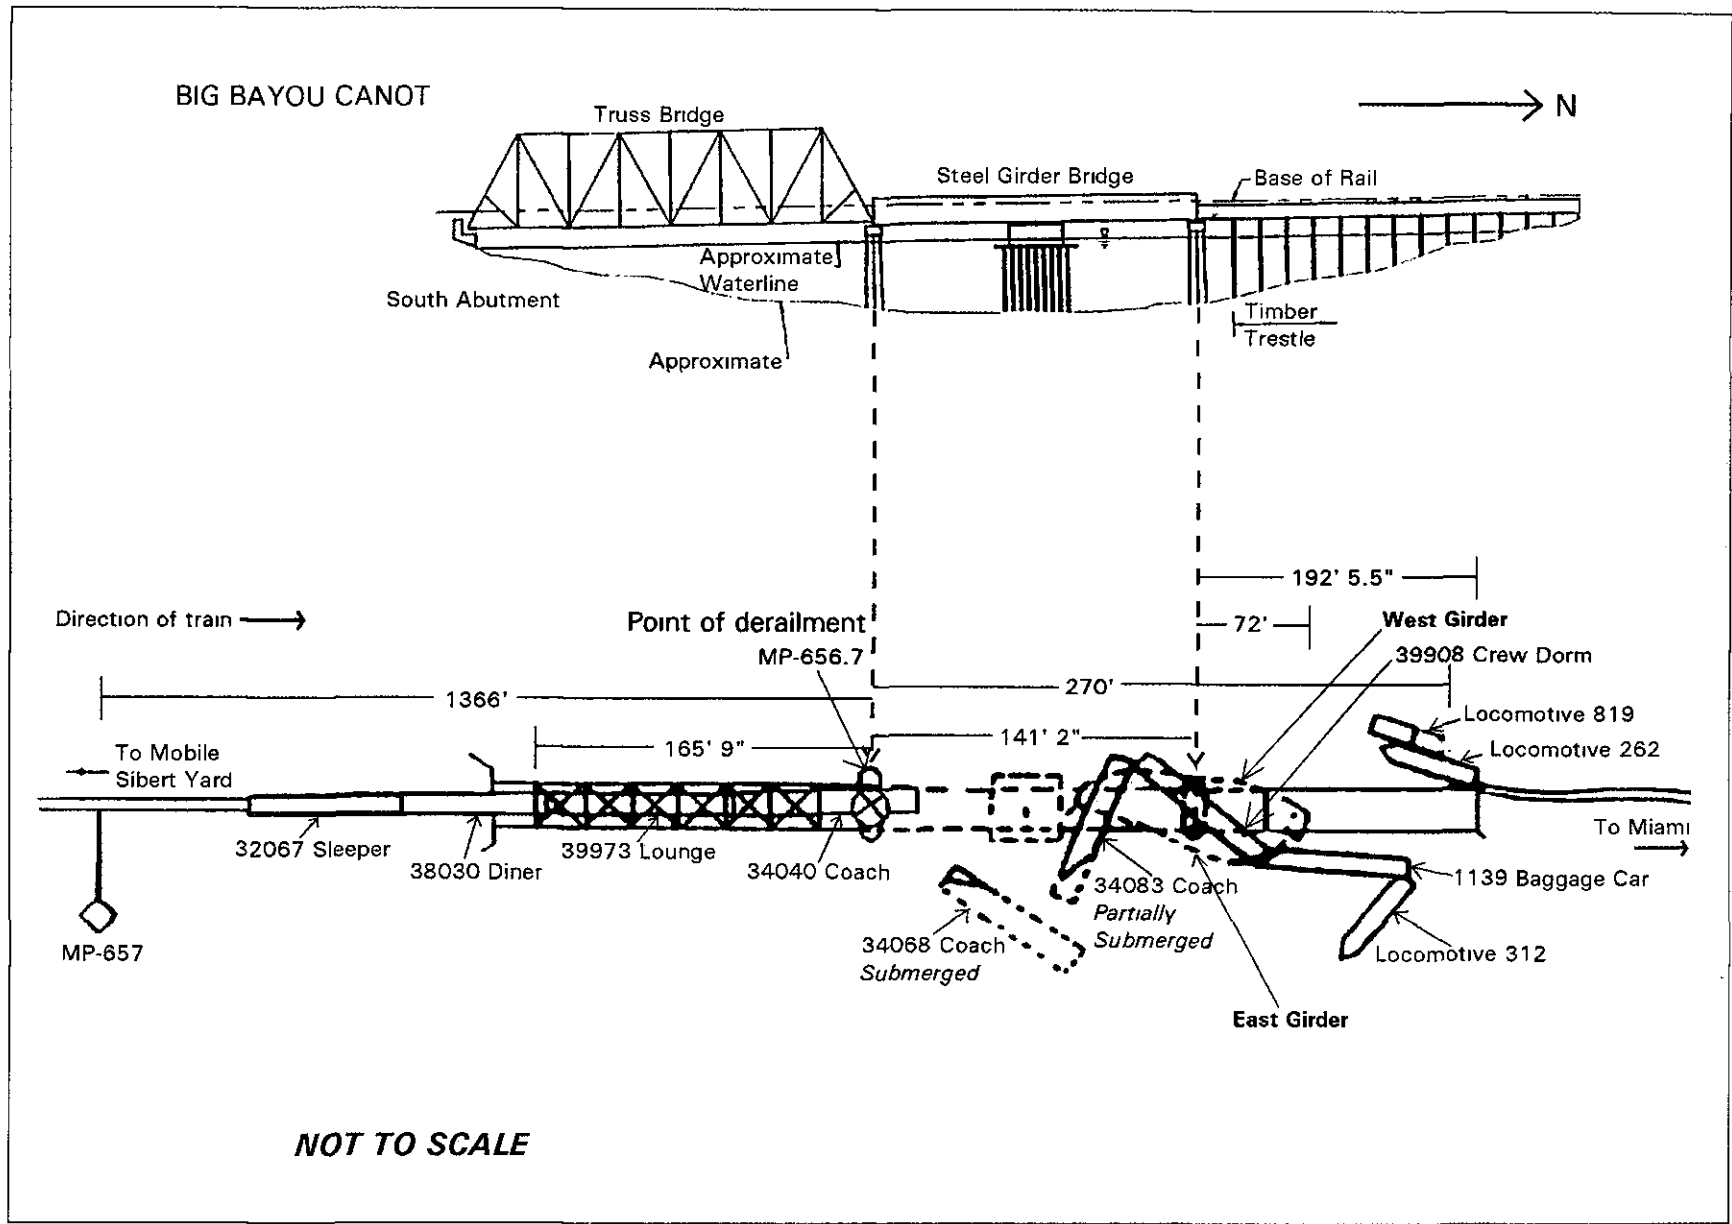 BIG BAYOU CANOT
N
Truss Bridge
Steel Girder Bridge
Base of Rail
Approximate
Waterline
South Abutment
Timber
Trestle
Approximate
192' 5.5"
Direction of train
Point of derailment
MP-656.7
72'
West Girder
39908 Crew Dorm
1366'
270'
Locomotive 819
165' 9"
141' 2"
Locomotive 262
To Mobile
Sibert Yard
To Miami
32067 Sleeper
38030 Diner
39973 Lounge
34040 Coach
34083 Coach
Partially
Submerged
1139 Baggage Car
MP-657
34068 Coach
Submerged
Locomotive 312
East Girder
NOT TO SCALE